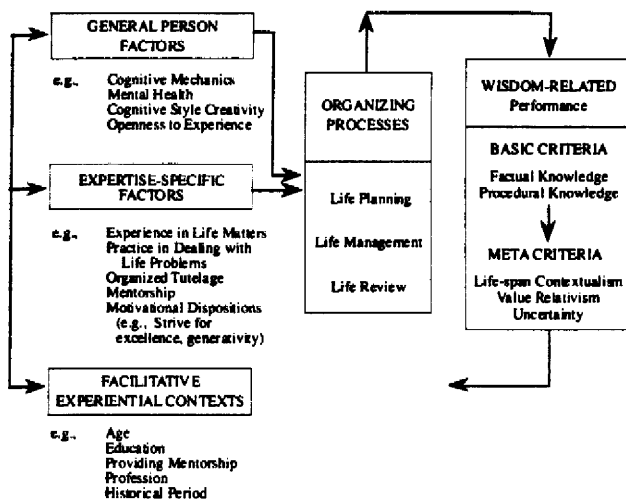 GENERAL PERSON
FACTORS
e.g., Cognitive Mechanics
Mental Health
Cognitive Style Creativity
Openness to Experience
EXPERTISE-SPECIFIC
FACTORS
e.g., Experience in Life Matters
Practice in Dealing with
Life Problems
Organized Tutelage
Mentorship
Motivational Dispositions
(e.g., Strive for
excellence, generativity)
FACILITATIVE
EXPERIENTIAL CONTEXTS
e.g., Age
Education
Providing Mentorship
Profession
Historical Period
ORGANIZING
PROCESSES
Life Planning
Life Management
Life Review
WISDOM-RELATED
Performance
BASIC CRITERIA
Factual Knowledge
Procedural Knowledge
META CRITERIA
Life-span Contextualism
Value Relativism
Uncertainty